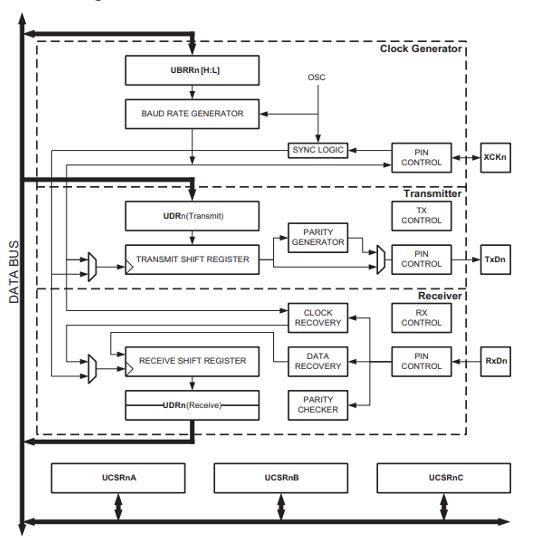 Clock Generator
UBRRn [H:L]
OSC
BAUD RATE GENERATOR
SYNC LOGIC
PIN
CONTROL
XCKn
Transmitter
TX
CONTROL
UDRn(Transmit)
PARITY
GENERATOR
TRANSMIT SHIFT REGISTER
PIN
CONTROL
TxDn
DATA BUS
Receiver
CLOCK
RECOVERY
RX
CONTROL
RECEIVE SHIFT REGISTER
DATA
RECOVERY
PIN
CONTROL
RxDn
UDRn(Receive)
PARITY
CHECKER
UCSRnA
UCSRnB
UCSRnC